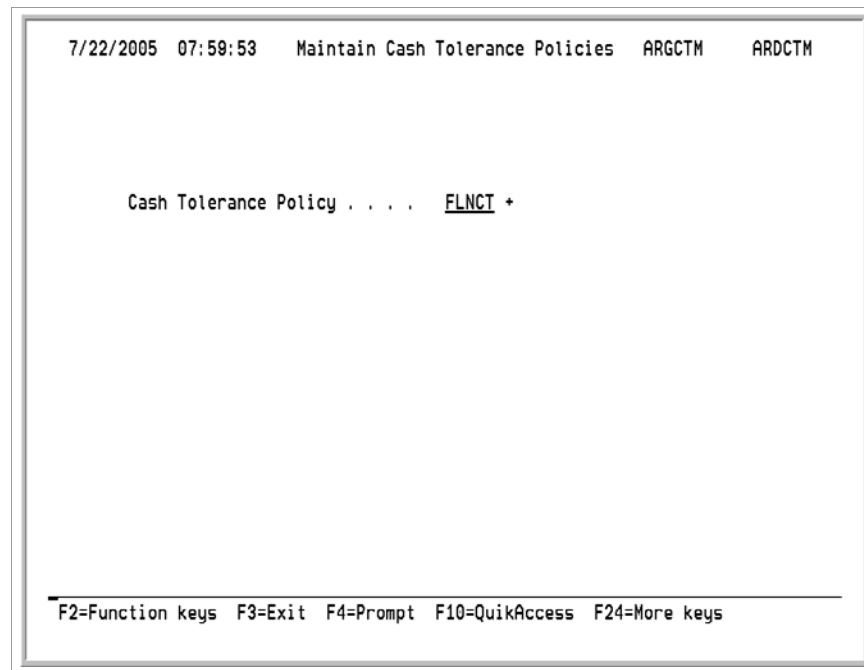 7/22/2005 07:59:53 Maintain Cash Tolerance Policies ARGCTM ARDCTM
Cash Tolerance Policy . . . . FLNCT +
F2=Function keys F3=Exit F4=Prompt F10=QuikAccess F24=More keys